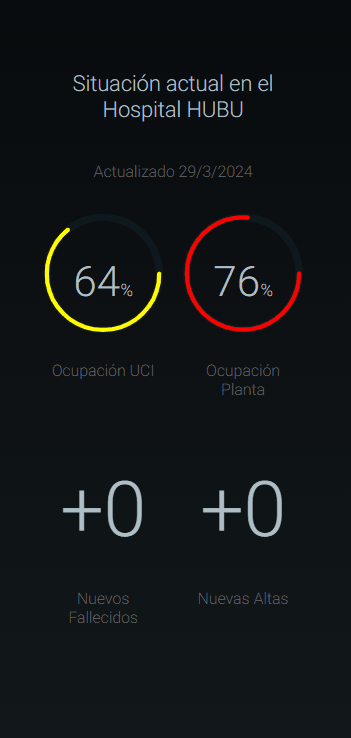 Situación actual en el
Hospital HUBU
Actualizado 29/3/2024
64%
76%
Ocupación UCI
Ocupación
Planta
+0
+0
Nuevos
Fallecidos
Nuevas Altas